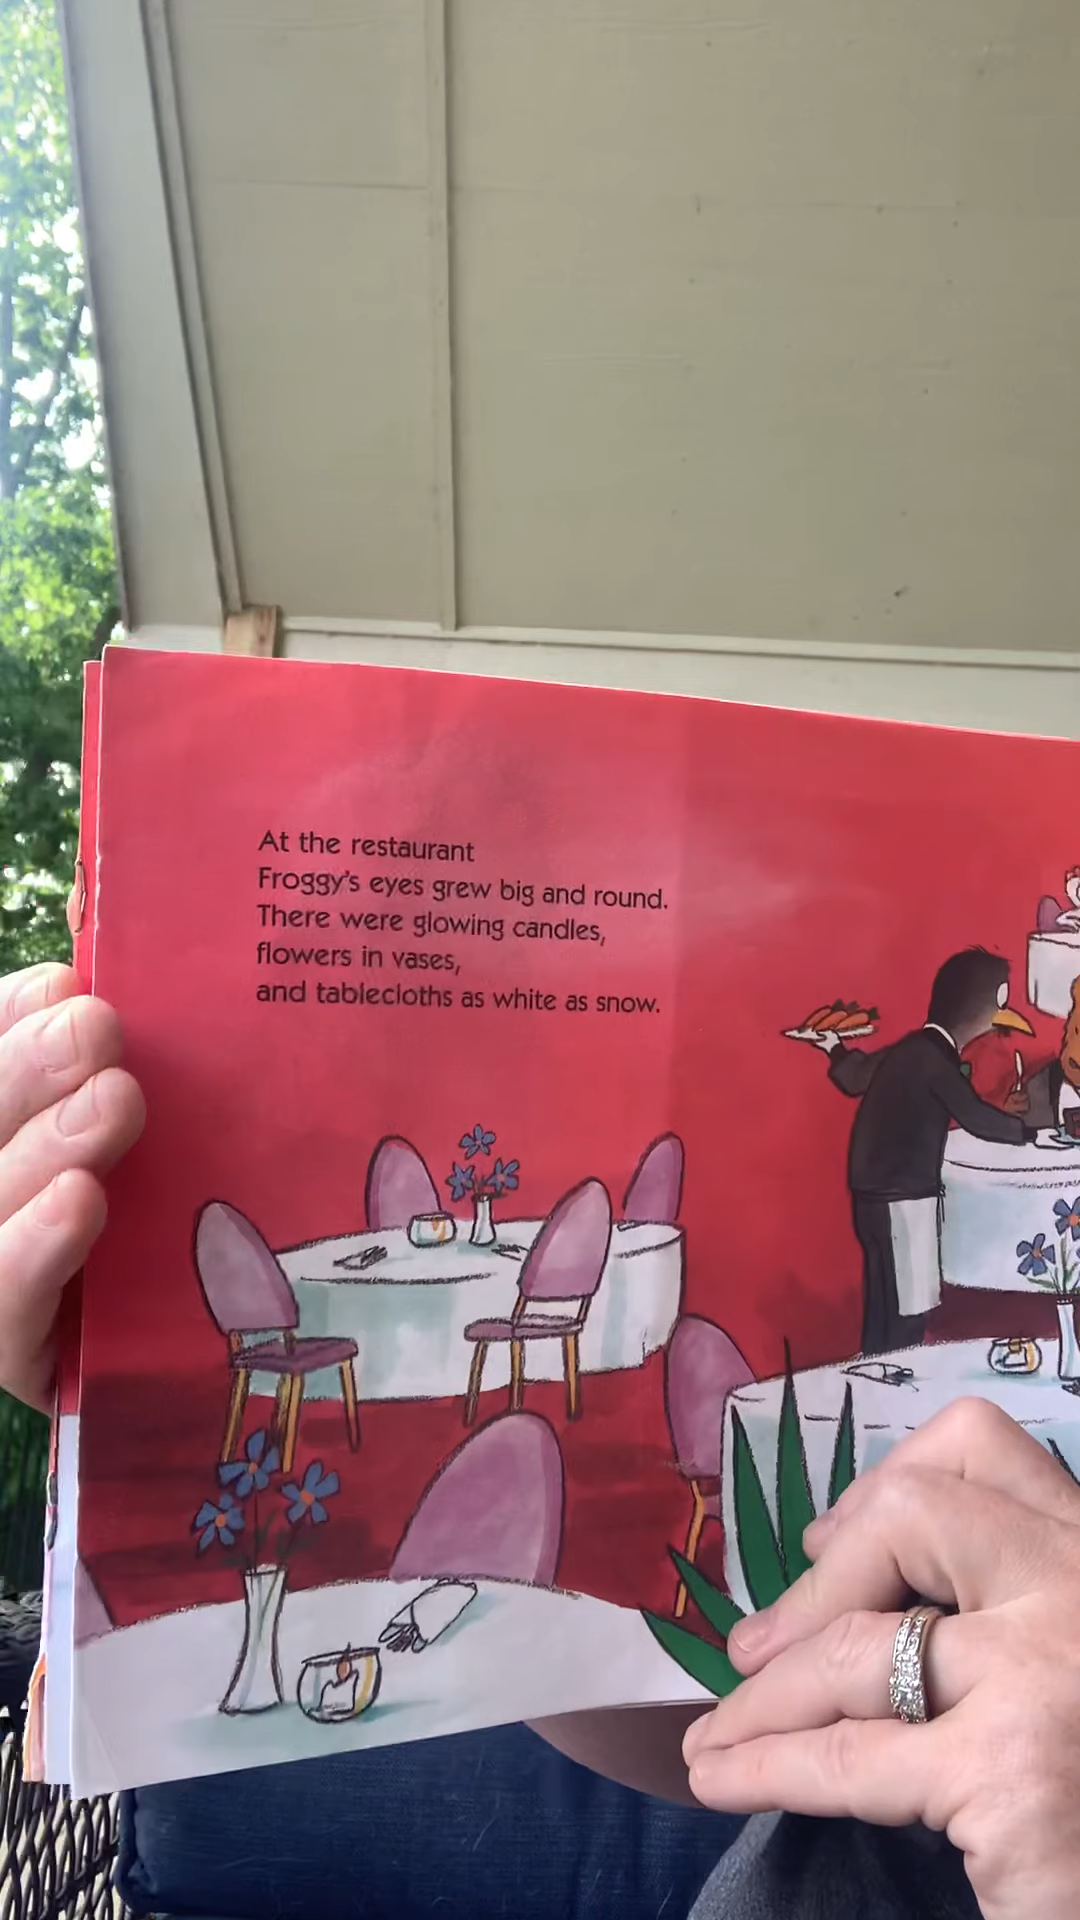 At the restaurant
Froggy's eyes grew big and round.
There were glowing candles,
flowers in vases,
and tablecloths as white as snow.